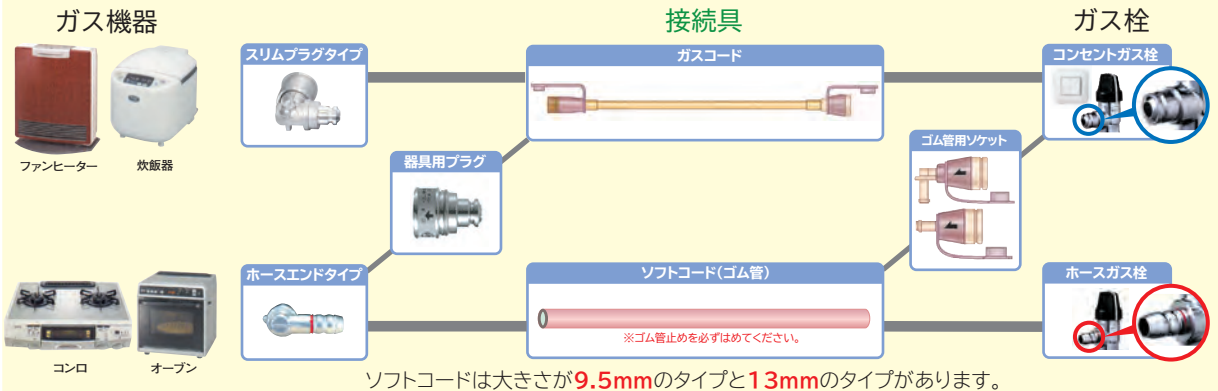 ガス機器
接続具
ガス栓
スリムプラグタイプ
ガスコード
コンセントガス栓
ファンヒーター
炊飯器
器具用プラグ
ゴム管用ソケット
ホースエンドタイプ
ソフトコード(ゴム管)
ホースガス栓
※ゴム管止めを必ずはめてください。
コンロ
オーブン
ソフトコードは大きさが9.5mmのタイプと13mmのタイプがあります。